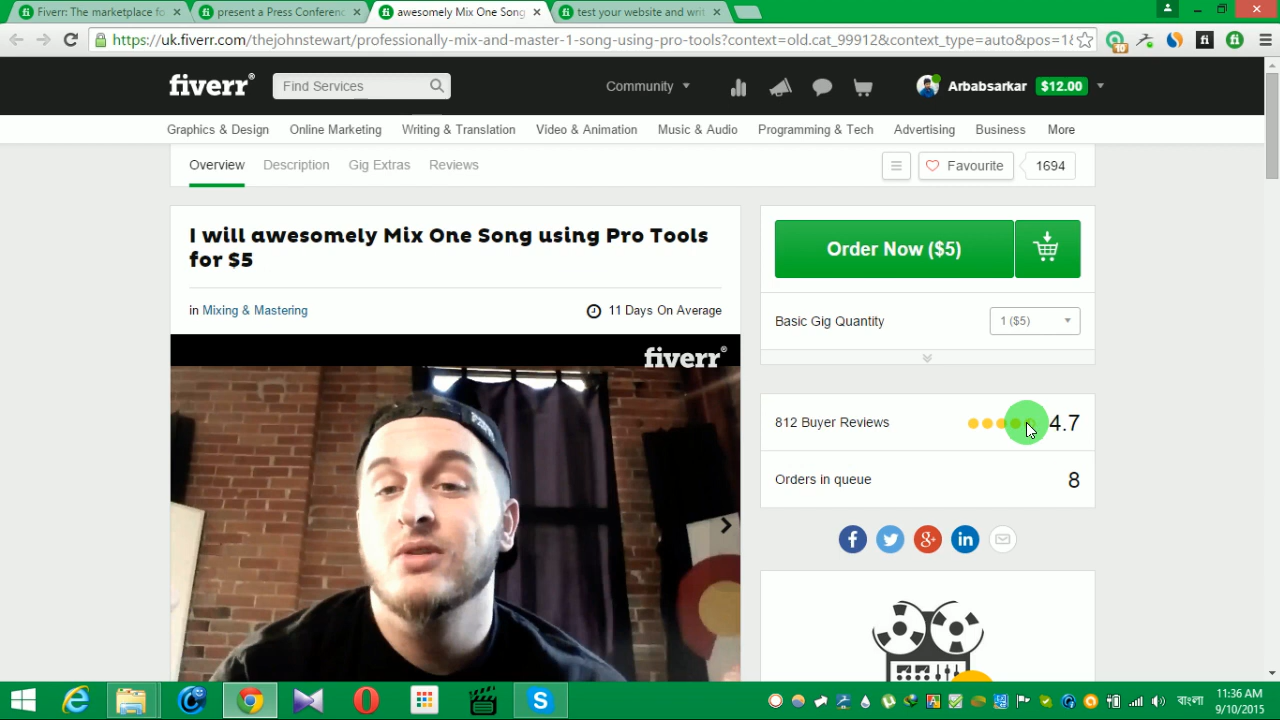 Fiverr: The marketplace fo
present a Press Conferenc
awesomely Mix One Song
test your website and writ
https://uk.fiverr.com/thejohnstewart/professionally-mix-and-master-1-song-using-pro-tools?context=old.cat_99912&context_type=auto&pos=1&
10
fiverr®
Find Services
Community
Arbabsarkar
$12.00
Graphics & Design
Online Marketing
Writing & Translation
Video & Animation
Music & Audio
Programming & Tech
Advertising
Business
More
Overview
Description
Gig Extras
Reviews
Favourite
1694
I will awesomely Mix One Song using Pro Tools
for $5
in Mixing & Mastering
11 Days On Average
fiverr®
Order Now ($5)
Basic Gig Quantity
1 ($5)
812 Buyer Reviews
4.7
Orders in queue
8
বাংলা
11:36 AM
9/10/2015